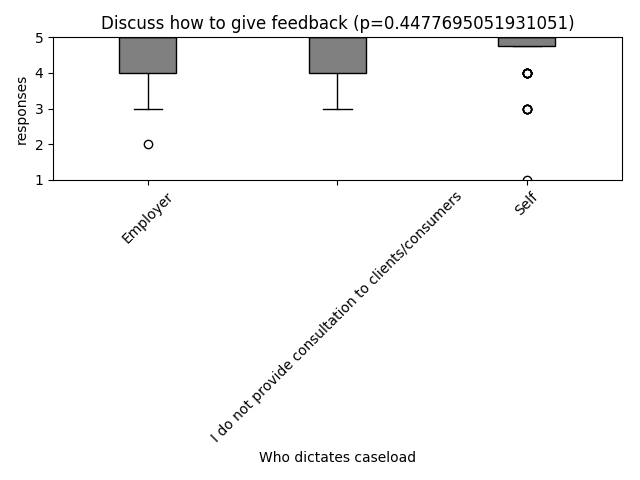 Discuss how to give feedback (p=0.4477695051931051)
responses
5
4
3
2
1
Employer
I do not provide consultation to clients/consumers
Self
Who dictates caseload